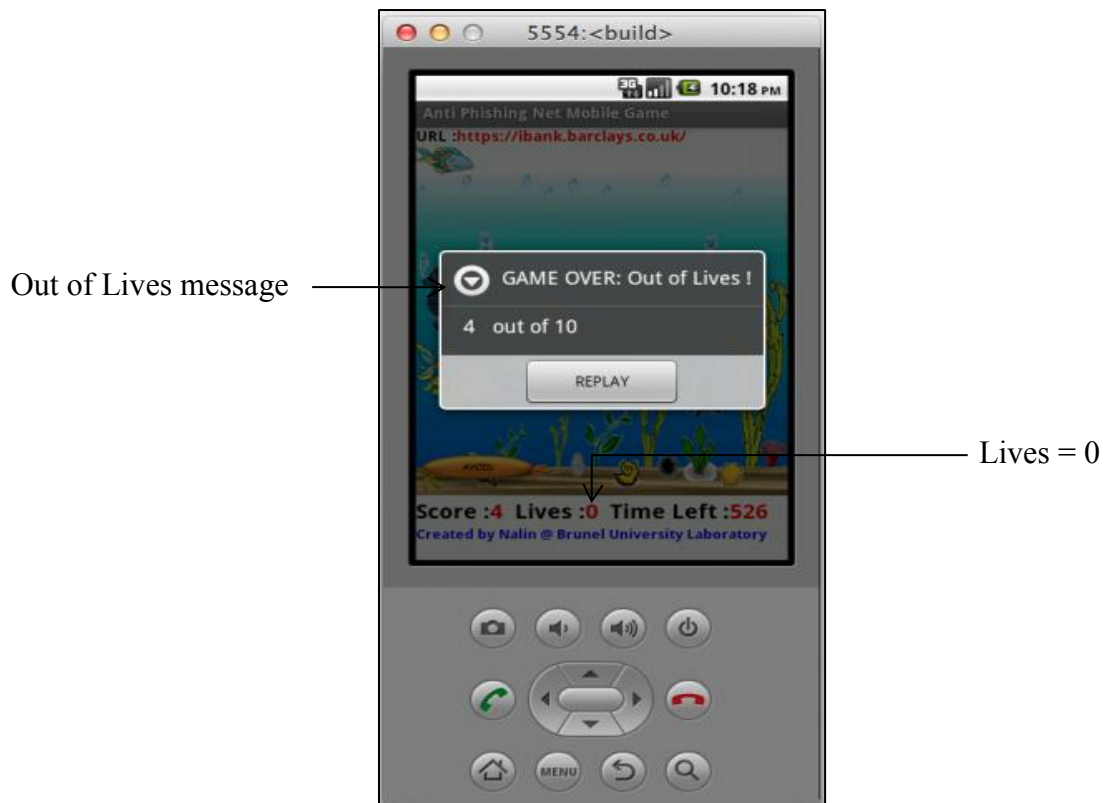 5554:<build>
3G 10:18 PM
Anti Phishing Net Mobile Game
URL :https://ibank.barclays.co.uk/
Out of Lives message
GAME OVER: Out of Lives !
4 out of 10
REPLAY
Lives = 0
Score :4 Lives :0 Time Left :526
Created by Nalin @ Brunel University Laboratory
MENU